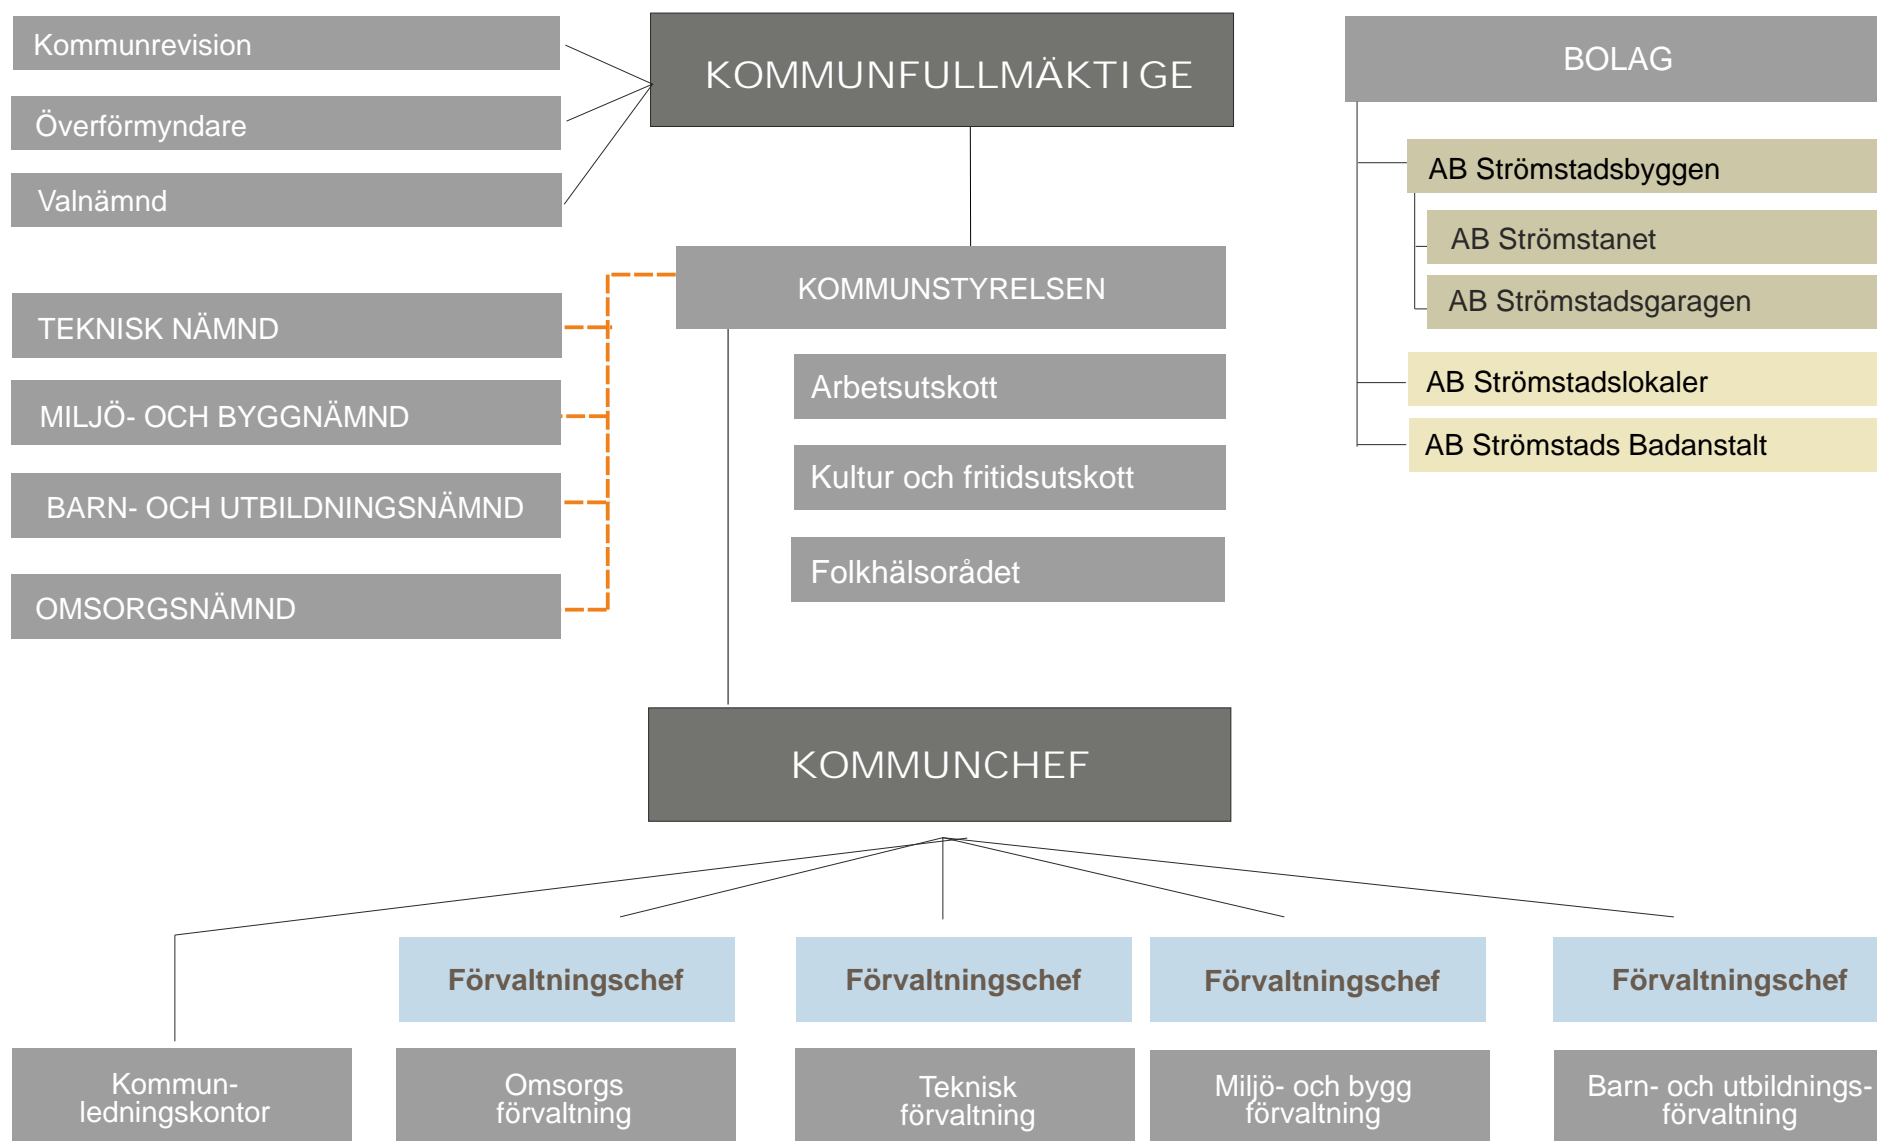 Kommunrevision
Överförmyndare
Valnämnd
KOMMUNFULLMÄKTIGE
BOLAG
AB Strömstadsbyggen
AB Strömstanet
AB Strömstadsgaragen
AB Strömstadslokaler
AB Strömstads Badanstalt
KOMMUNSTYRELSEN
Arbetsutskott
Kultur och fritidsutskott
Folkhälsorådet
TEKNISK NÄMND
MILJÖ- OCH BYGGNÄMND
BARN- OCH UTBILDNINGSNÄMND
OMSORGSNÄMND
KOMMUNCHEF
Kommun-
ledningskontor
Förvaltningschef
Omsorgs
förvaltning
Förvaltningschef
Teknisk
förvaltning
Förvaltningschef
Miljö- och bygg
förvaltning
Förvaltningschef
Barn- och utbildnings-
förvaltning